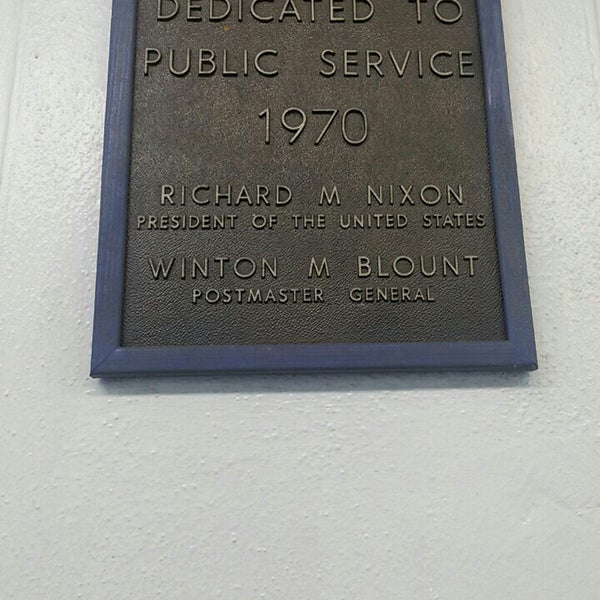 DEDICATED TO
PUBLIC SERVICE
1970
RICHARD M NIXON
PRESIDENT OF THE UNITED STATES
WINTON M BLOUNT
POSTMASTER GENERAL